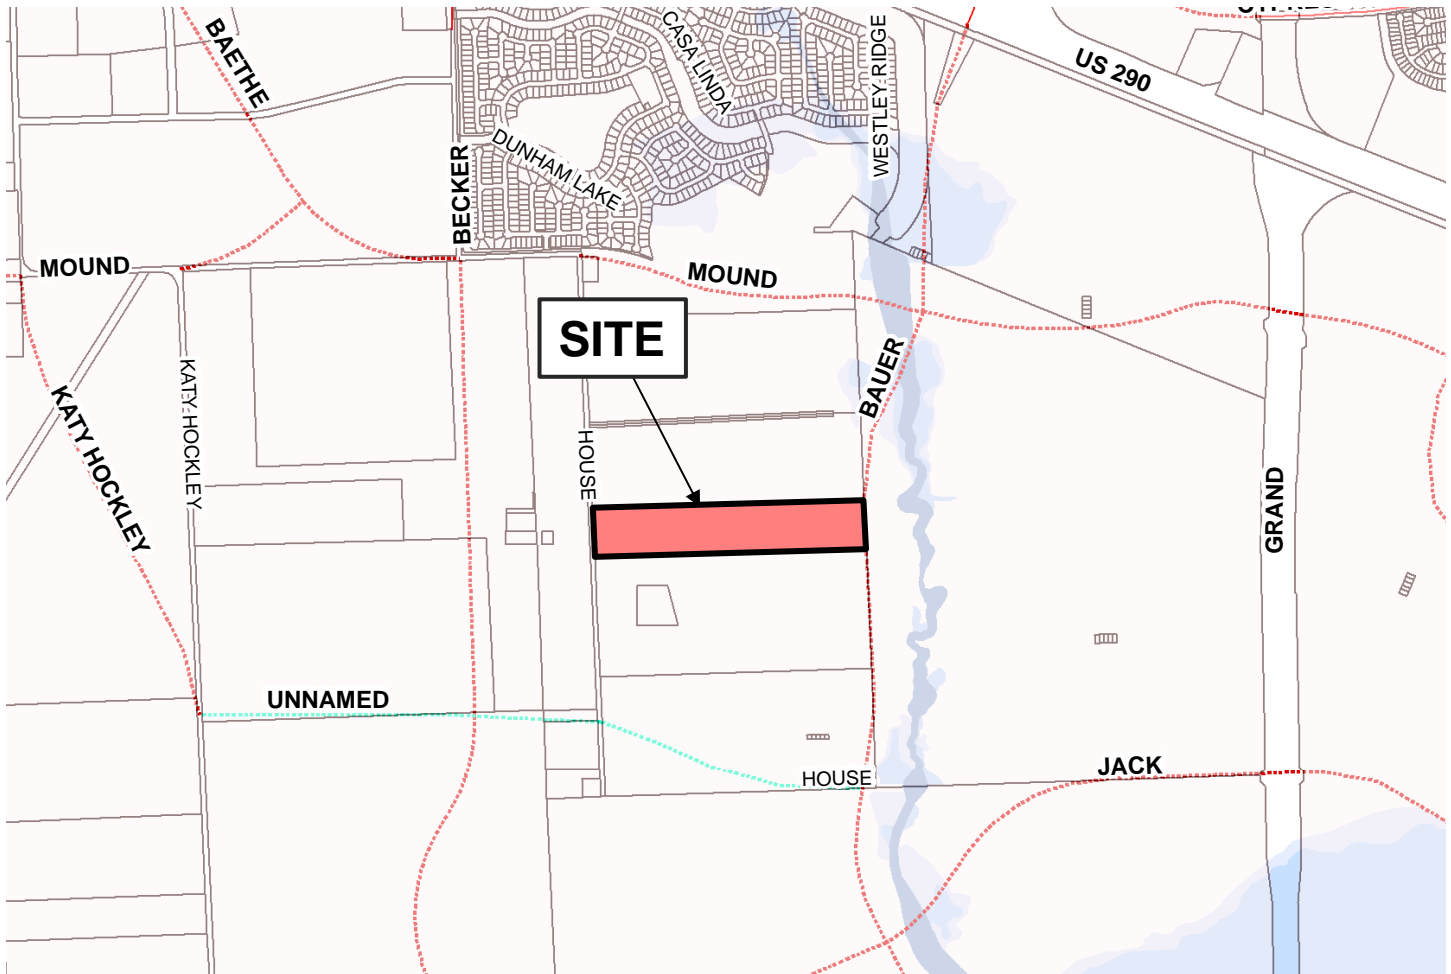 BAETHE
CASA LINDA
WESTLEY RIDGE
US 290
DUNHAM LAKE
BECKER
MOUND
MOUND
SITE
BAUER
KATY HOCKLEY
KATY-HOCKLEY
HOUSE
GRAND
UNNAMED
HOUSE
JACK